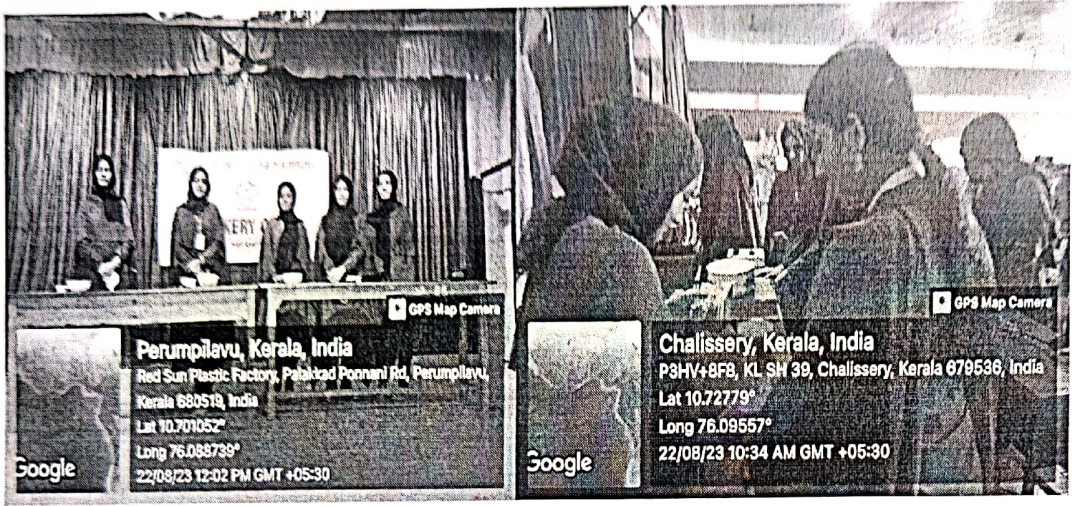 KERY
GPS Map Camera
Perumpilavu, Kerala, India
Red Sun Plastic Factory, Palakkad Ponnani Rd, Perumpilavu,
Kerala 680519, India
Lat 10.701052°
Long 76.088739°
22/08/23 12:02 PM GMT +05:30
Google
GPS Map Camera
Chalissery, Kerala, India
P3HV+8F8, KL SH 39, Chalissery, Kerala 679536, India
Lat 10.72779°
Long 76.09557°
22/08/23 10:34 AM GMT +05:30
Google